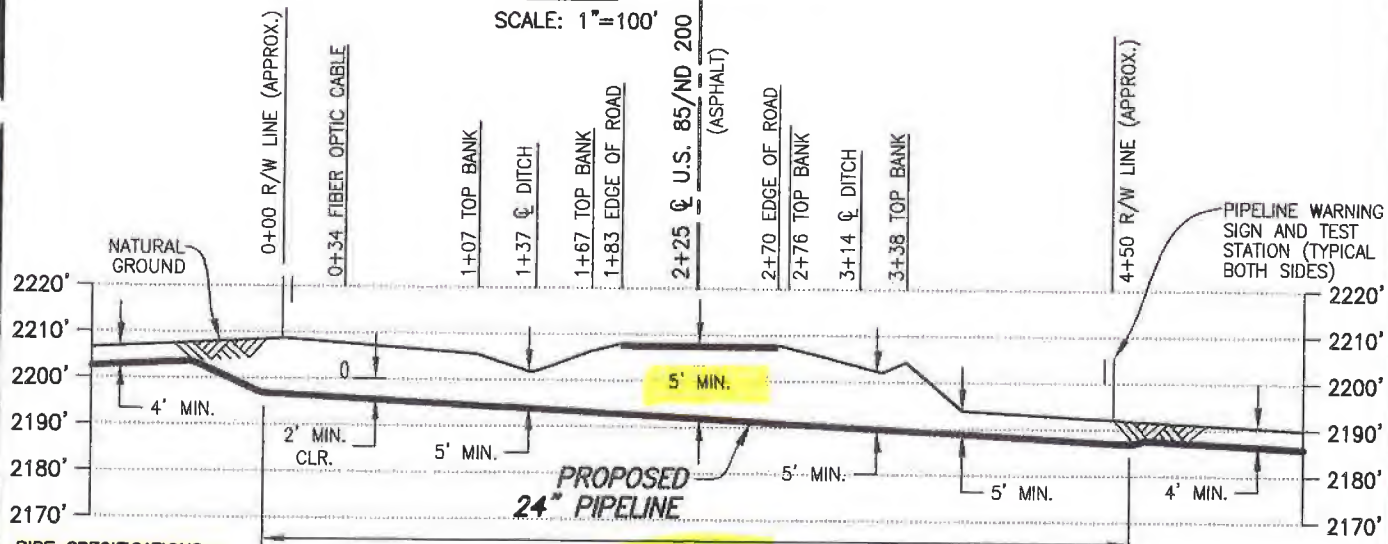 SCALE: 1"=100'
0+00 R/W LINE (APPROX.)
0+34 FIBER OPTIC CABLE
1+07 TOP BANK
1+37 ℄ DITCH
1+67 TOP BANK
1+83 EDGE OF ROAD
2+25 ℄ U.S. 85/ND 200
(ASPHALT)
2+70 EDGE OF ROAD
2+76 TOP BANK
3+14 ℄ DITCH
3+38 TOP BANK
4+50 R/W LINE (APPROX.)
NATURAL
GROUND
PIPELINE WARNING
SIGN AND TEST
STATION (TYPICAL
BOTH SIDES)
2220' 2220'
2210' 2210'
2200' 2200'
2190' 2190'
2180' 2180'
2170' 2170'
0
5' MIN.
4' MIN.
2' MIN.
CLR.
5' MIN.
5' MIN.
5' MIN.
4' MIN.
PROPOSED
24" PIPELINE
PIPE SPECIFICATIONS